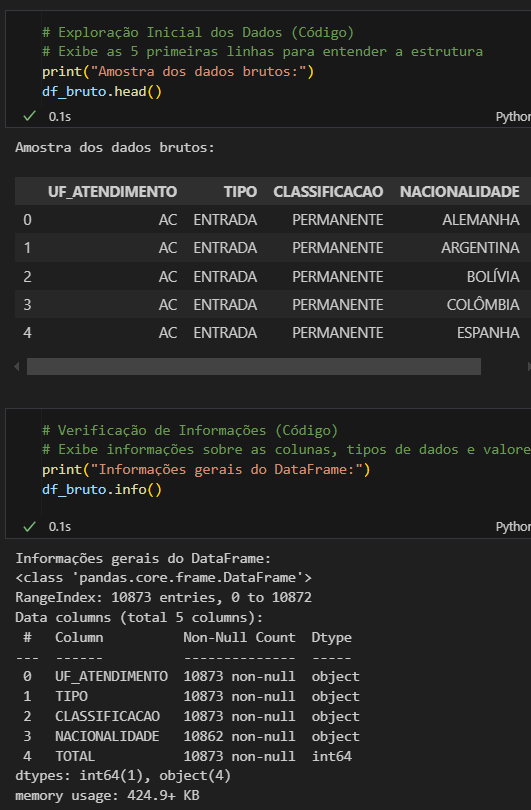 # Exploração Inicial dos Dados (Código)
# Exibe as 5 primeiras linhas para entender a estrutura
print("Amostra dos dados brutos:")
df_bruto.head()
0.1s
Python
Amostra dos dados brutos:
UF_ATENDIMENTO TIPO CLASSIFICACAO NACIONALIDADE
0 AC ENTRADA PERMANENTE ALEMANHA
1 AC ENTRADA PERMANENTE ARGENTINA
2 AC ENTRADA PERMANENTE BOLÍVIA
3 AC ENTRADA PERMANENTE COLÔMBIA
4 AC ENTRADA PERMANENTE ESPANHA
# Verificação de Informações (Código)
# Exibe informações sobre as colunas, tipos de dados e valore
print("Informações gerais do DataFrame:")
df_bruto.info()
0.1s
Python
Informações gerais do DataFrame:
<class 'pandas.core.frame.DataFrame'>
RangeIndex: 10873 entries, 0 to 10872
Data columns (total 5 columns):
 #   Column          Non-Null Count  Dtype
---  ------          --------------  -----
 0   UF_ATENDIMENTO  10873 non-null  object
 1   TIPO            10873 non-null  object
 2   CLASSIFICACAO   10873 non-null  object
 3   NACIONALIDADE   10862 non-null  object
 4   TOTAL           10873 non-null  int64
dtypes: int64(1), object(4)
memory usage: 424.9+ KB